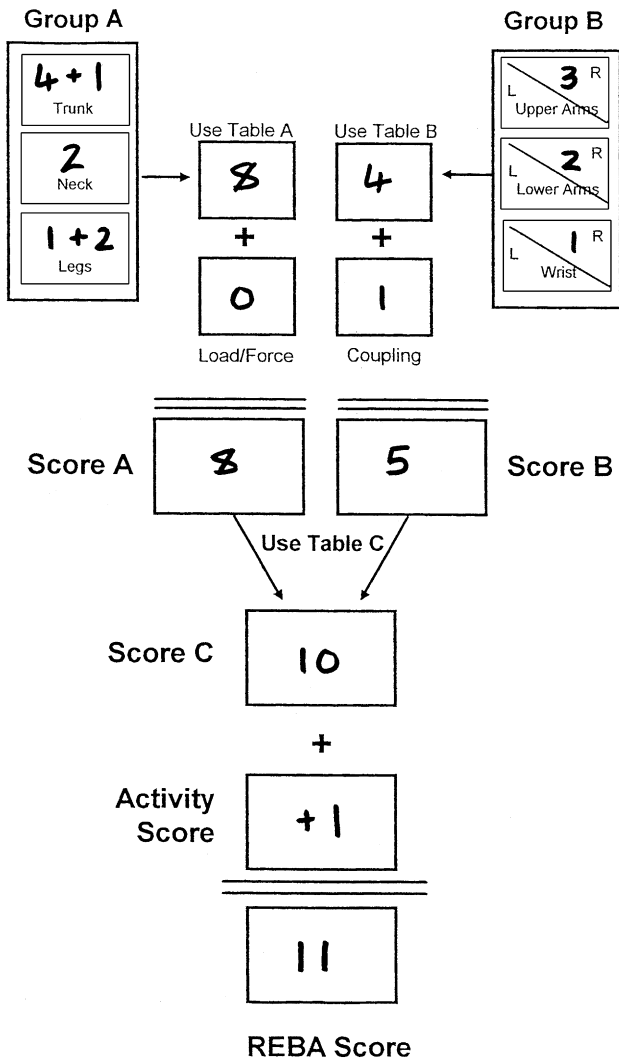 Group A
4 + 1
Trunk
2
Neck
1 + 2
Legs
Group B
3 R
L
Upper Arms
2 R
L
Lower Arms
1 R
L
Wrist
Use Table A
8
+
0
Load/Force
Use Table B
4
+
1
Coupling
Score A
8
5
Score B
Use Table C
Score C
10
+
Activity
Score
+1
11
REBA Score